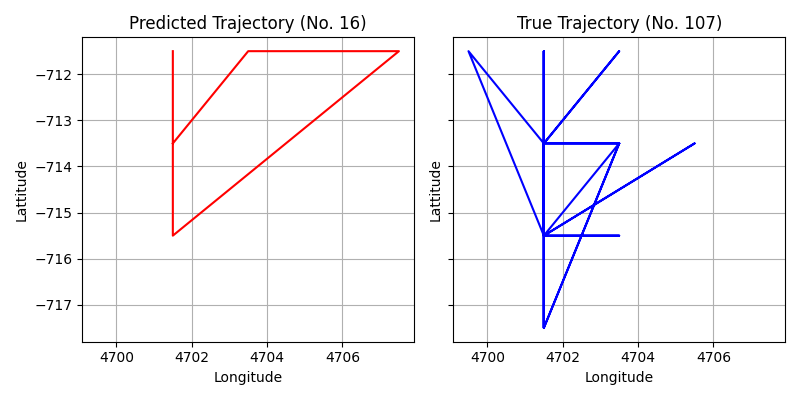 Predicted Trajectory (No. 16)
True Trajectory (No. 107)
−712
−713
−714
−715
−716
−717
Lattitude
Lattitude
4700 4702 4704 4706
4700 4702 4704 4706
Longitude
Longitude